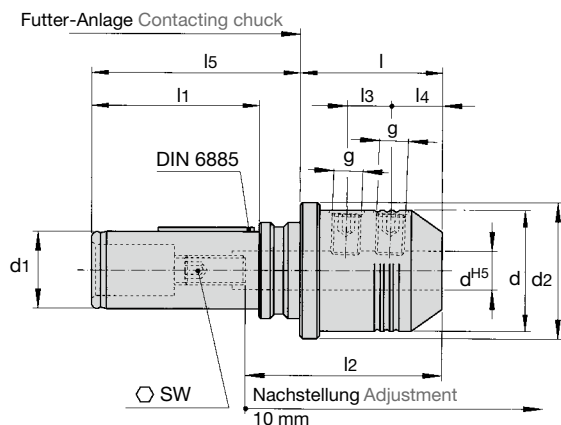 Futter-Anlage Contacting chuck
l5 l
l1 l3 l4
g
DIN 6885 g
d1 dH5 d d2
l2
SW Nachstellung Adjustment
10 mm